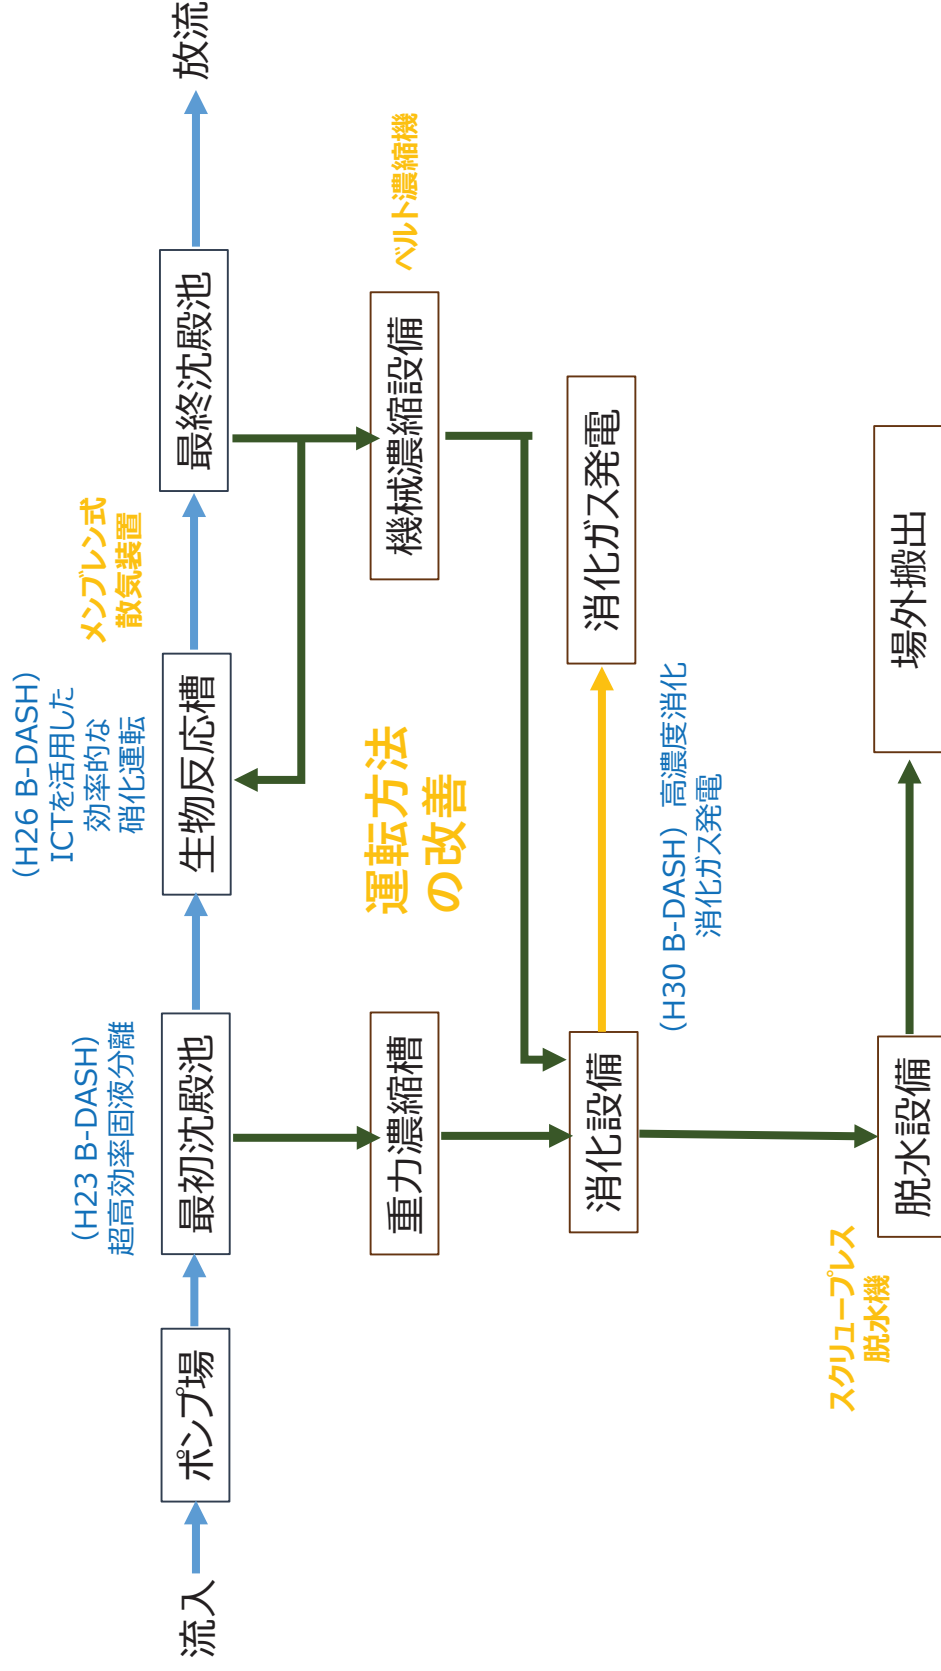 (H26 B-DASH)
ICTを活用した
効率的な
硝化運転
(H23 B-DASH)
超高効率固液分離
メンブレン式
散気装置
流入
ポンプ場
最初沈殿池
生物反応槽
最終沈殿池
放流
運転方法
の改善
重力濃縮槽
機械濃縮設備
ベルト濃縮機
消化設備
消化ガス発電
(H30 B-DASH) 高濃度消化
消化ガス発電
スクリュープレス
脱水機
脱水設備
場外搬出